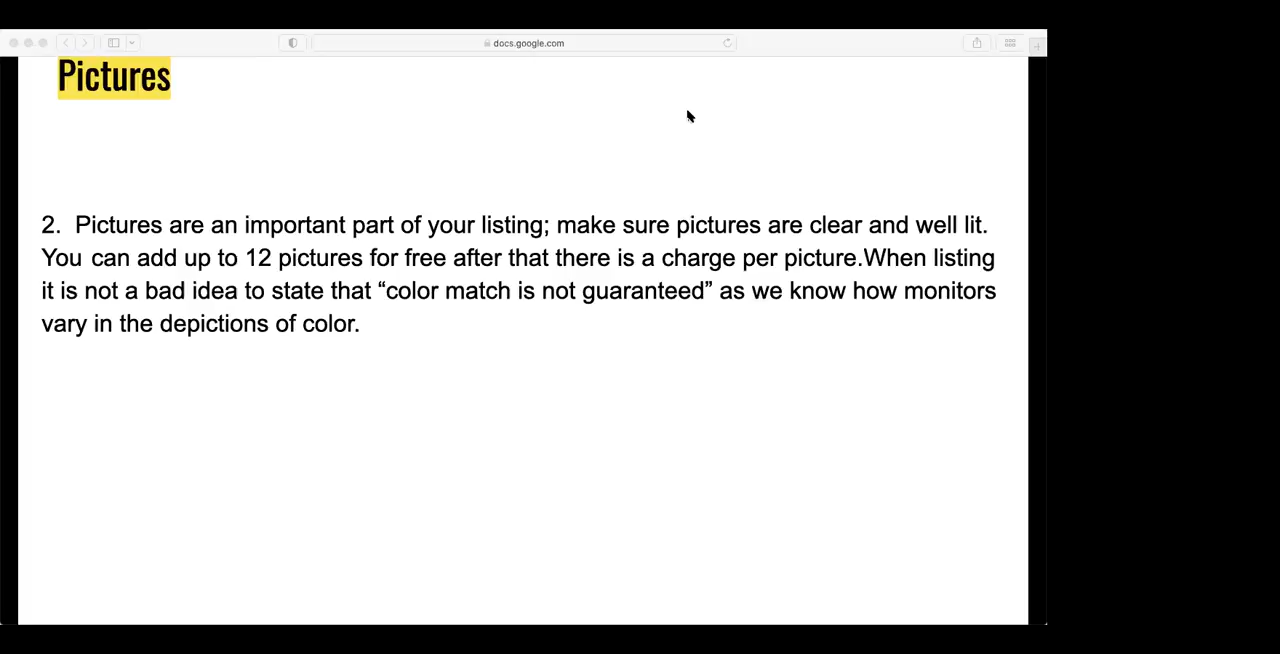 docs.google.com
Pictures
2. Pictures are an important part of your listing; make sure pictures are clear and well lit.
You can add up to 12 pictures for free after that there is a charge per picture.When listing
it is not a bad idea to state that “color match is not guaranteed” as we know how monitors
vary in the depictions of color.